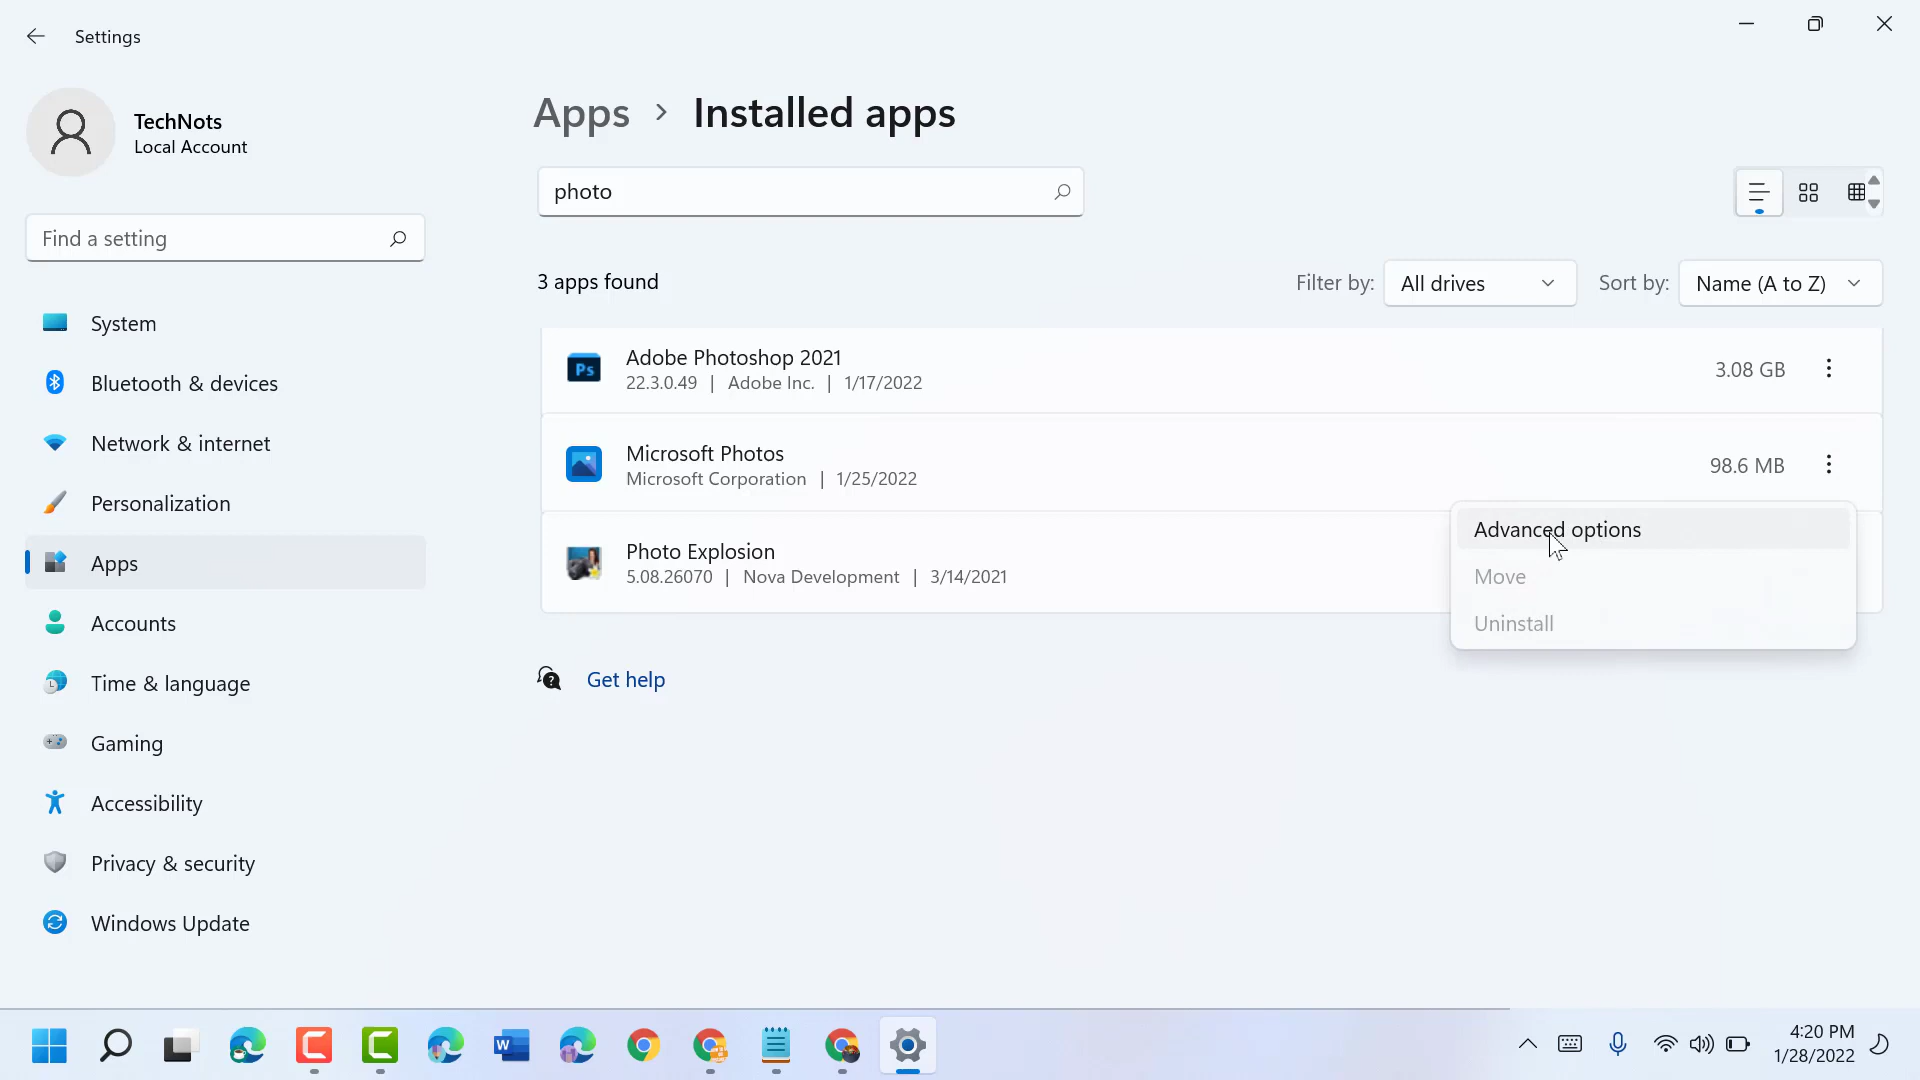 Settings
TechNots
Local Account
Find a setting
System
Bluetooth & devices
Network & internet
Personalization
Apps
Accounts
Time & language
Gaming
Accessibility
Privacy & security
Windows Update
Apps > Installed apps
photo
3 apps found
Filter by: All drives Sort by: Name (A to Z)
Ps
Adobe Photoshop 2021
22.3.0.49 | Adobe Inc. | 1/17/2022
3.08 GB
Microsoft Photos
Microsoft Corporation | 1/25/2022
98.6 MB
Photo Explosion
5.08.26070 | Nova Development | 3/14/2021
Advanced options
Move
Uninstall
Get help
W
4:20 PM
1/28/2022